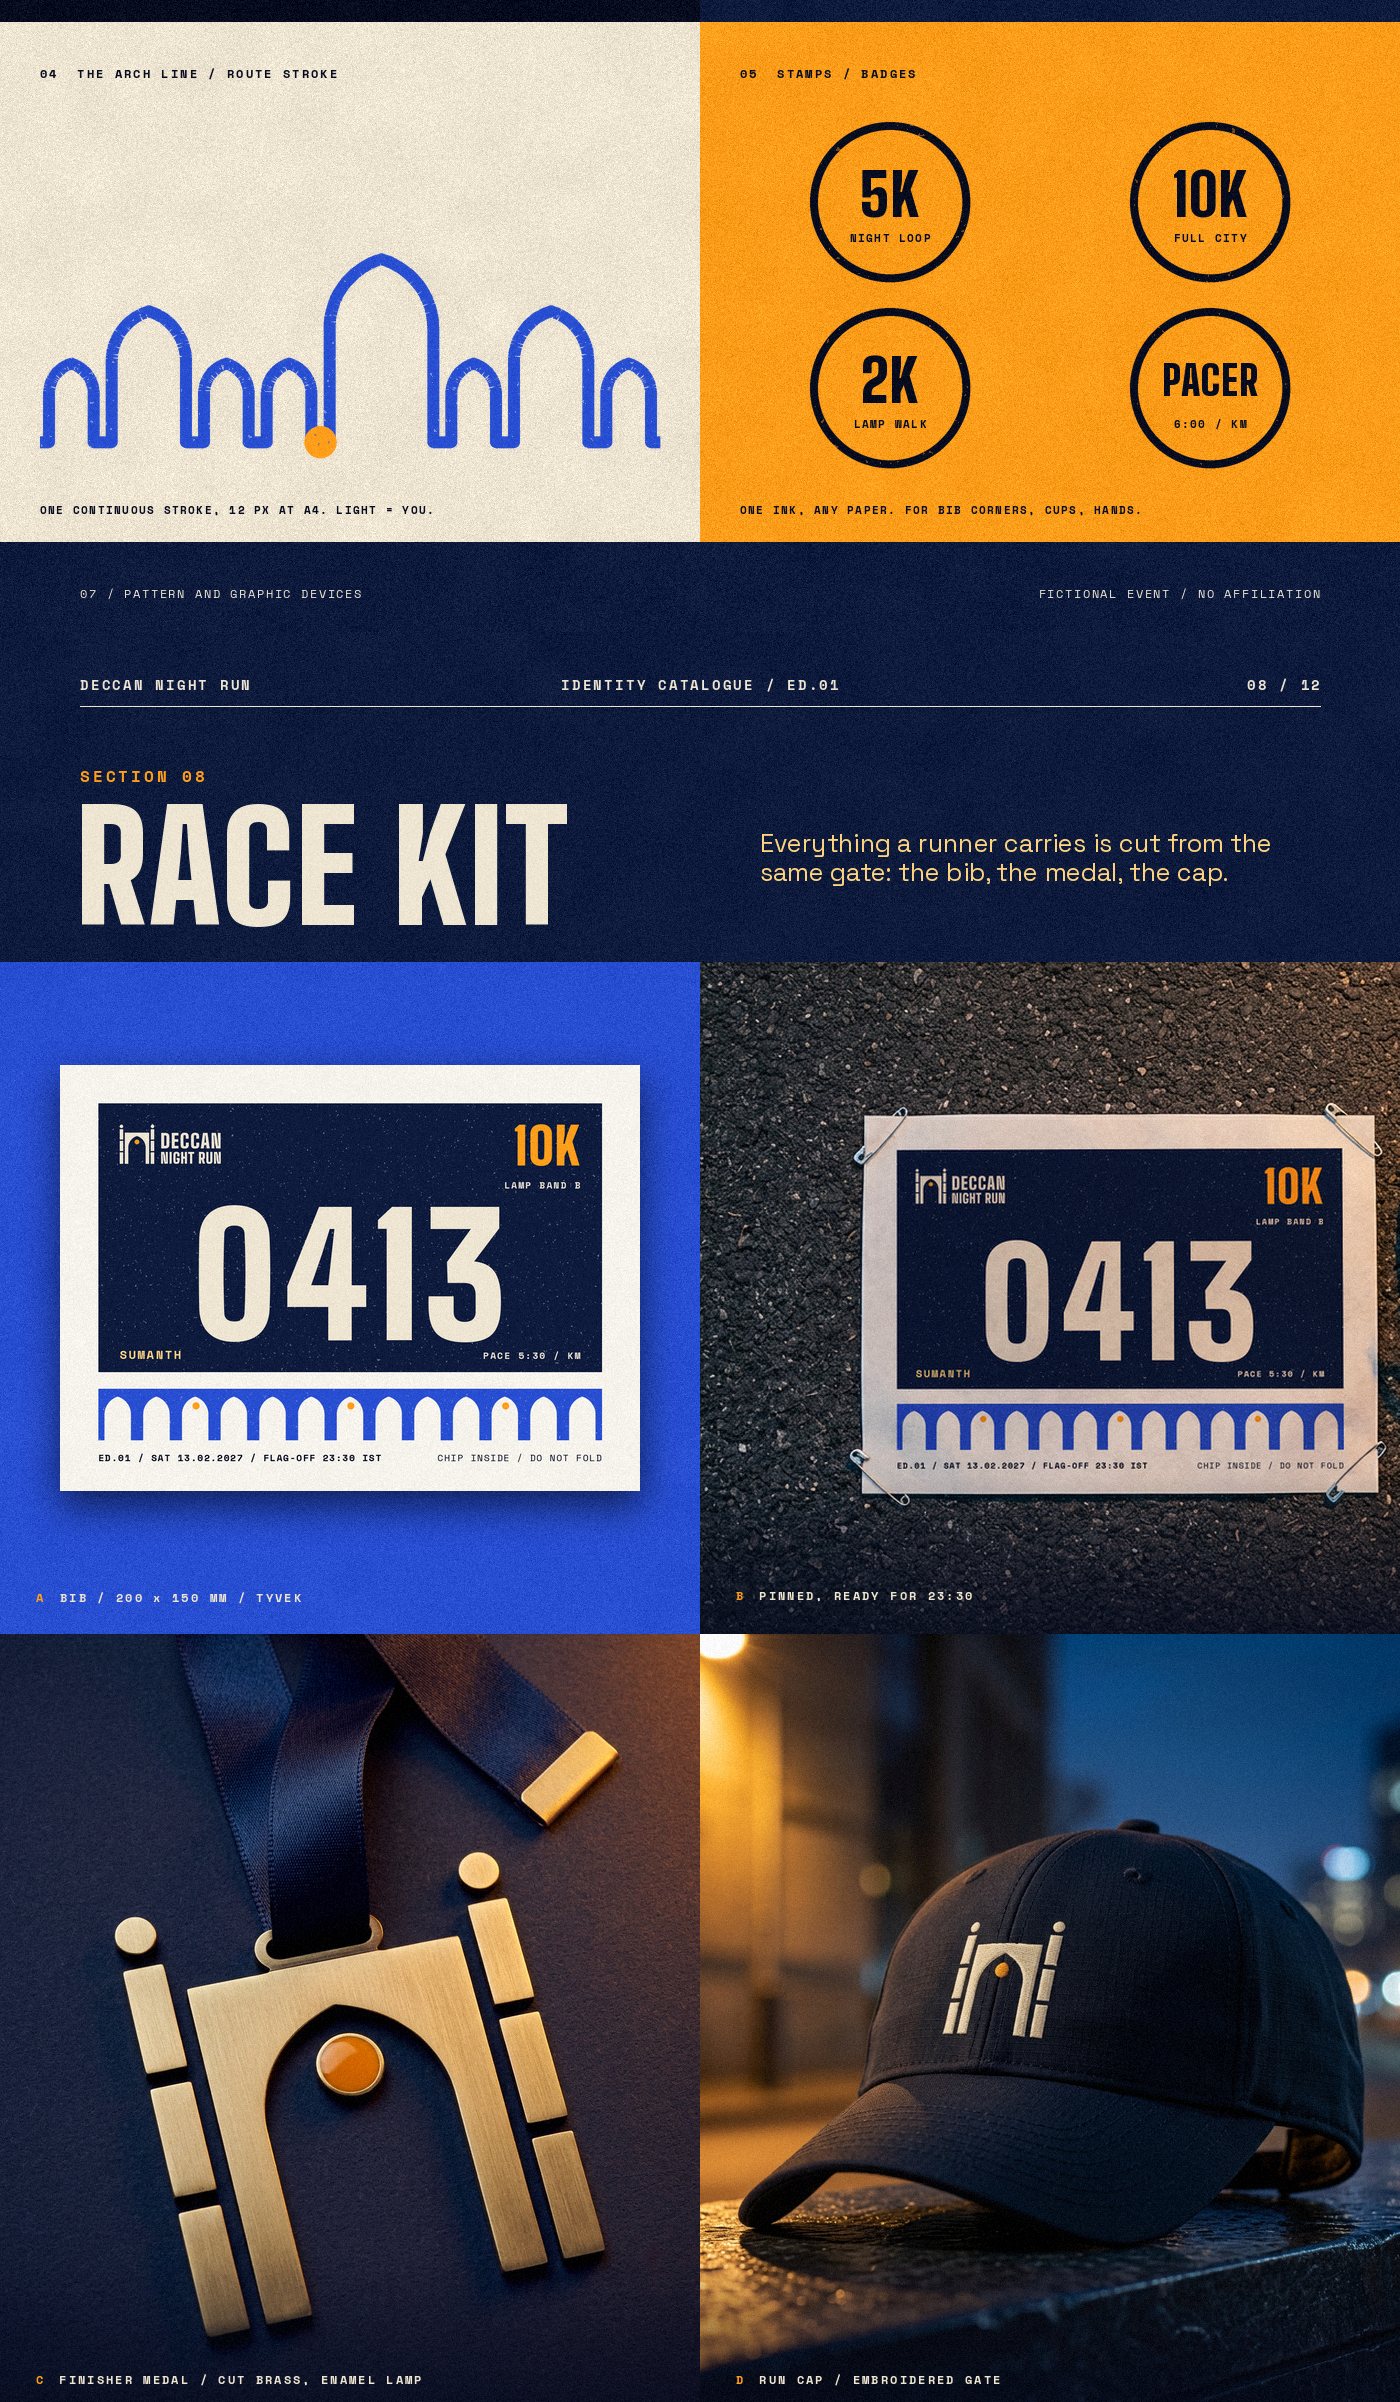 04 THE ARCH LINE / ROUTE STROKE
ONE CONTINUOUS STROKE, 12 PX AT A4. LIGHT = YOU.
05 STAMPS / BADGES
5K
NIGHT LOOP
10K
FULL CITY
2K
LAMP WALK
PACER
6:00 / KM
ONE INK, ANY PAPER. FOR BIB CORNERS, CUPS, HANDS.
07 / PATTERN AND GRAPHIC DEVICES
FICTIONAL EVENT / NO AFFILIATION
DECCAN NIGHT RUN
IDENTITY CATALOGUE / ED.01
08 / 12
SECTION 08
RACE KIT
Everything a runner carries is cut from the
same gate: the bib, the medal, the cap.
DECCAN
NIGHT RUN
10K
LAMP BAND B
0413
SUMANTH
PACE 5:30 / KM
ED.01 / SAT 13.02.2027 / FLAG-OFF 23:30 IST
CHIP INSIDE / DO NOT FOLD
A BIB / 200 x 150 MM / TYVEK
DECCAN
NIGHT RUN
10K
LAMP BAND B
0413
SUMANTH
PACE 5:30 / KM
ED.01 / SAT 13.02.2027 / FLAG-OFF 23:30 IST
CHIP INSIDE / DO NOT FOLD
B PINNED, READY FOR 23:30
C FINISHER MEDAL / CUT BRASS, ENAMEL LAMP
D RUN CAP / EMBROIDERED GATE